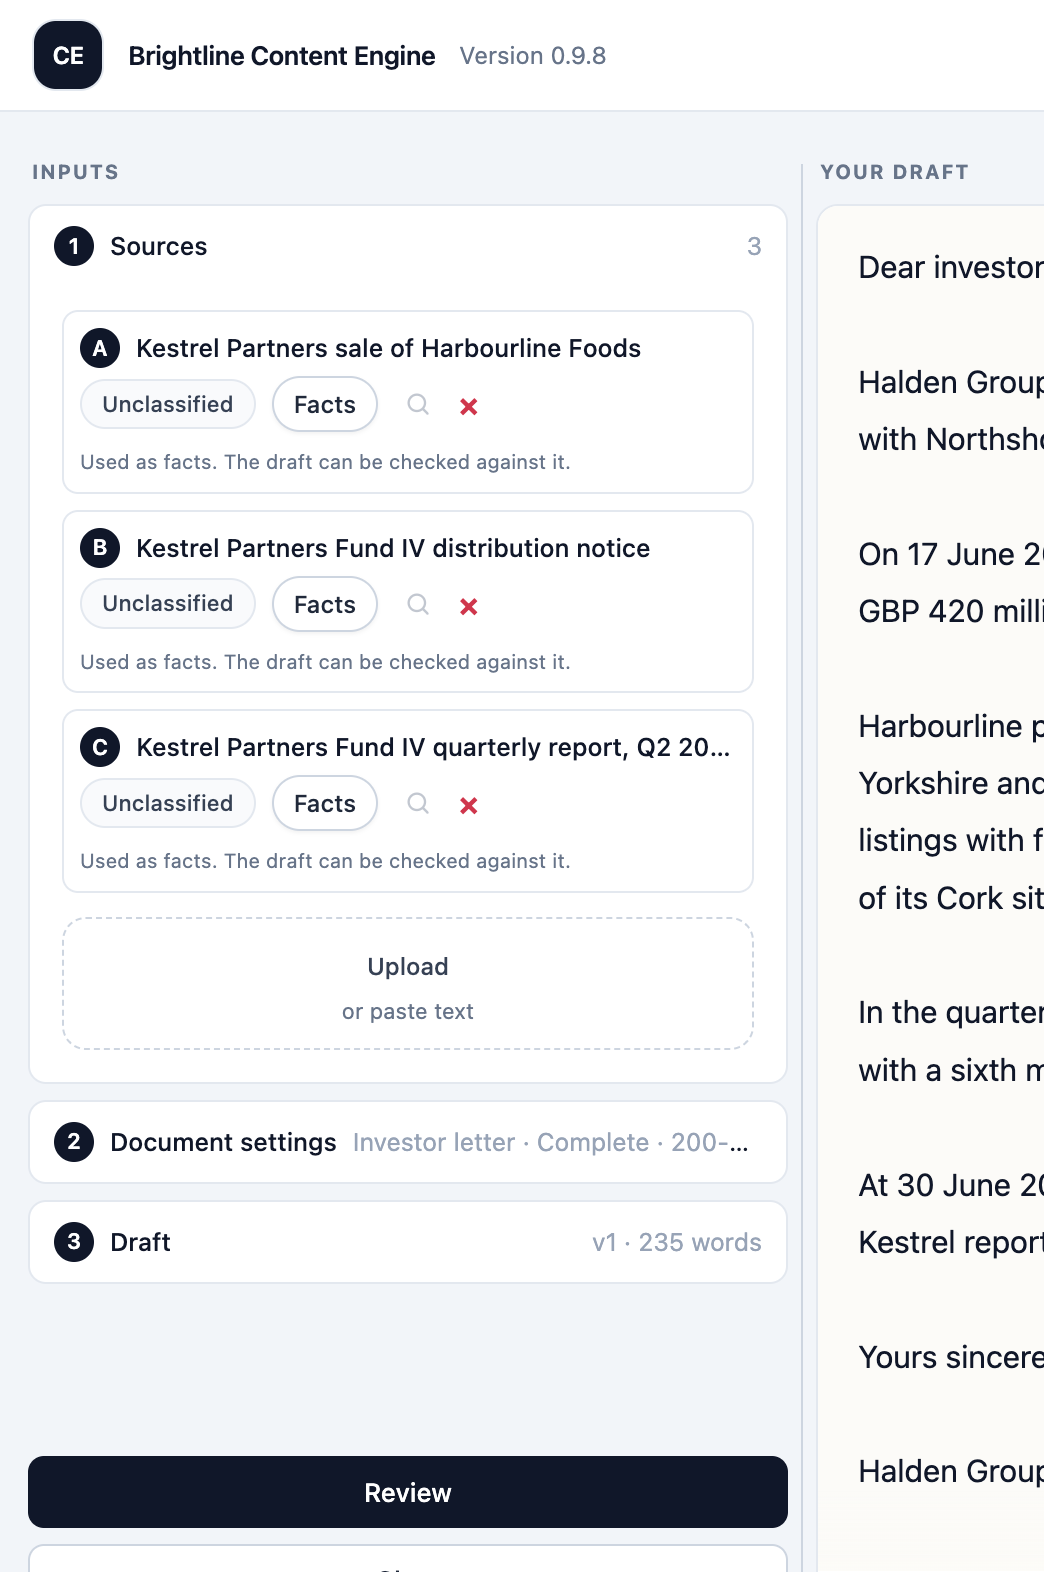 CE
Brightline Content Engine Version 0.9.8
INPUTS
1 Sources 3
A Kestrel Partners sale of Harbourline Foods
Unclassified Facts
Used as facts. The draft can be checked against it.
B Kestrel Partners Fund IV distribution notice
Unclassified Facts
Used as facts. The draft can be checked against it.
C Kestrel Partners Fund IV quarterly report, Q2 20...
Unclassified Facts
Used as facts. The draft can be checked against it.
Upload
or paste text
2 Document settings Investor letter · Complete · 200-...
3 Draft v1 · 235 words
Review
YOUR DRAFT
Dear investor
Halden Group
with Northsho
On 17 June 20
GBP 420 milli
Harbourline p
Yorkshire and
listings with f
of its Cork sit
In the quarter
with a sixth m
At 30 June 20
Kestrel report
Yours sincere
Halden Group